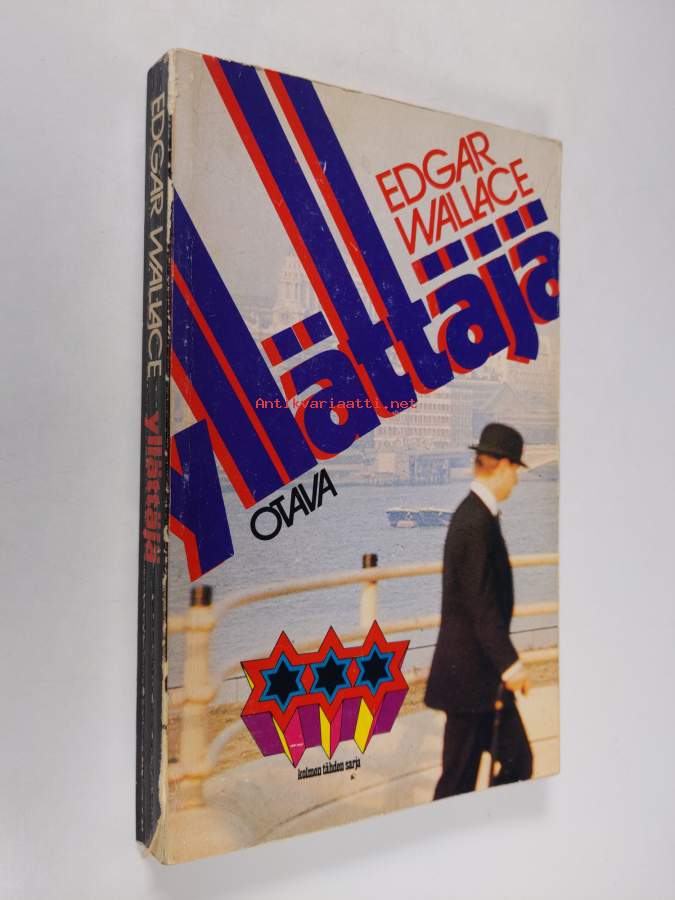 EDGAR
WALLACE
yllättäjä
OTAVA
kolmen tähden sarja
EDGAR WALLACE yllättäjä
Antikvariaatti.net